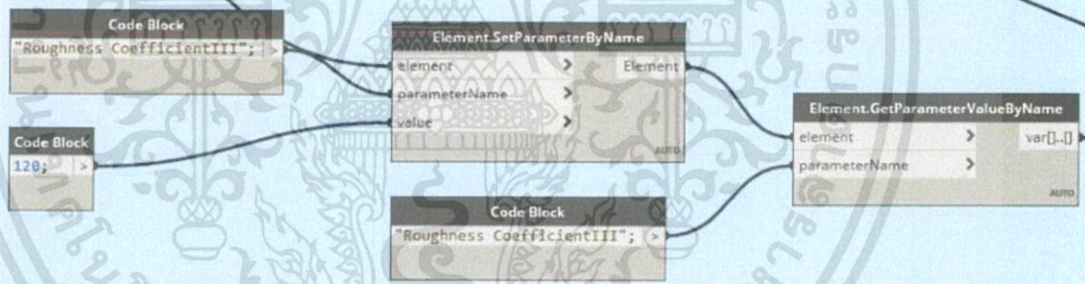 Code Block
"Roughness CoefficientIII"; >
Code Block
120; >
Element.SetParameterByName
element > Element
parameterName >
value >
AUTO
Code Block
"Roughness CoefficientIII"; >
Element.GetParameterValueByName
element > var[]..[]
parameterName >
AUTO